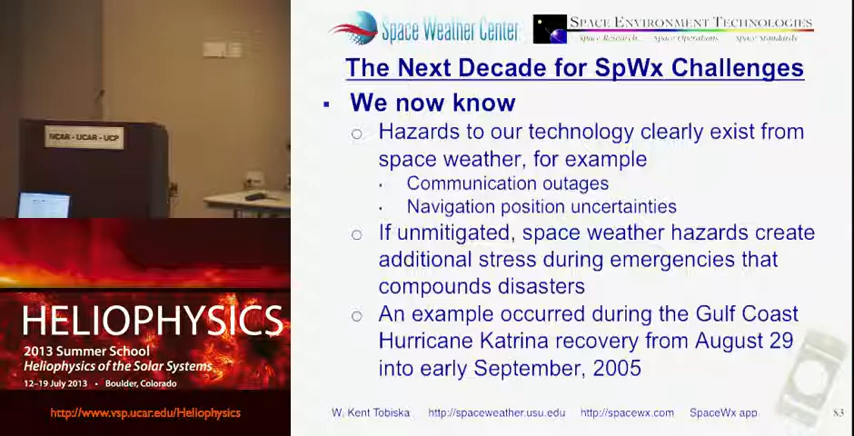 NCAR - UCAR - UCP
HELIOPHYSICS
2013 Summer School
Heliophysics of the Solar Systems
12–19 July 2013 • Boulder, Colorado
http://www.vsp.ucar.edu/Heliophysics
Space Weather Center
SPACE ENVIRONMENT TECHNOLOGIES
Space Research... Space Operations Space Standards
The Next Decade for SpWx Challenges
▪ We now know
○ Hazards to our technology clearly exist from
space weather, for example
· Communication outages
· Navigation position uncertainties
○ If unmitigated, space weather hazards create
additional stress during emergencies that
compounds disasters
○ An example occurred during the Gulf Coast
Hurricane Katrina recovery from August 29
into early September, 2005
W. Kent Tobiska http://spaceweather.usu.edu http://spacewx.com SpaceWx app